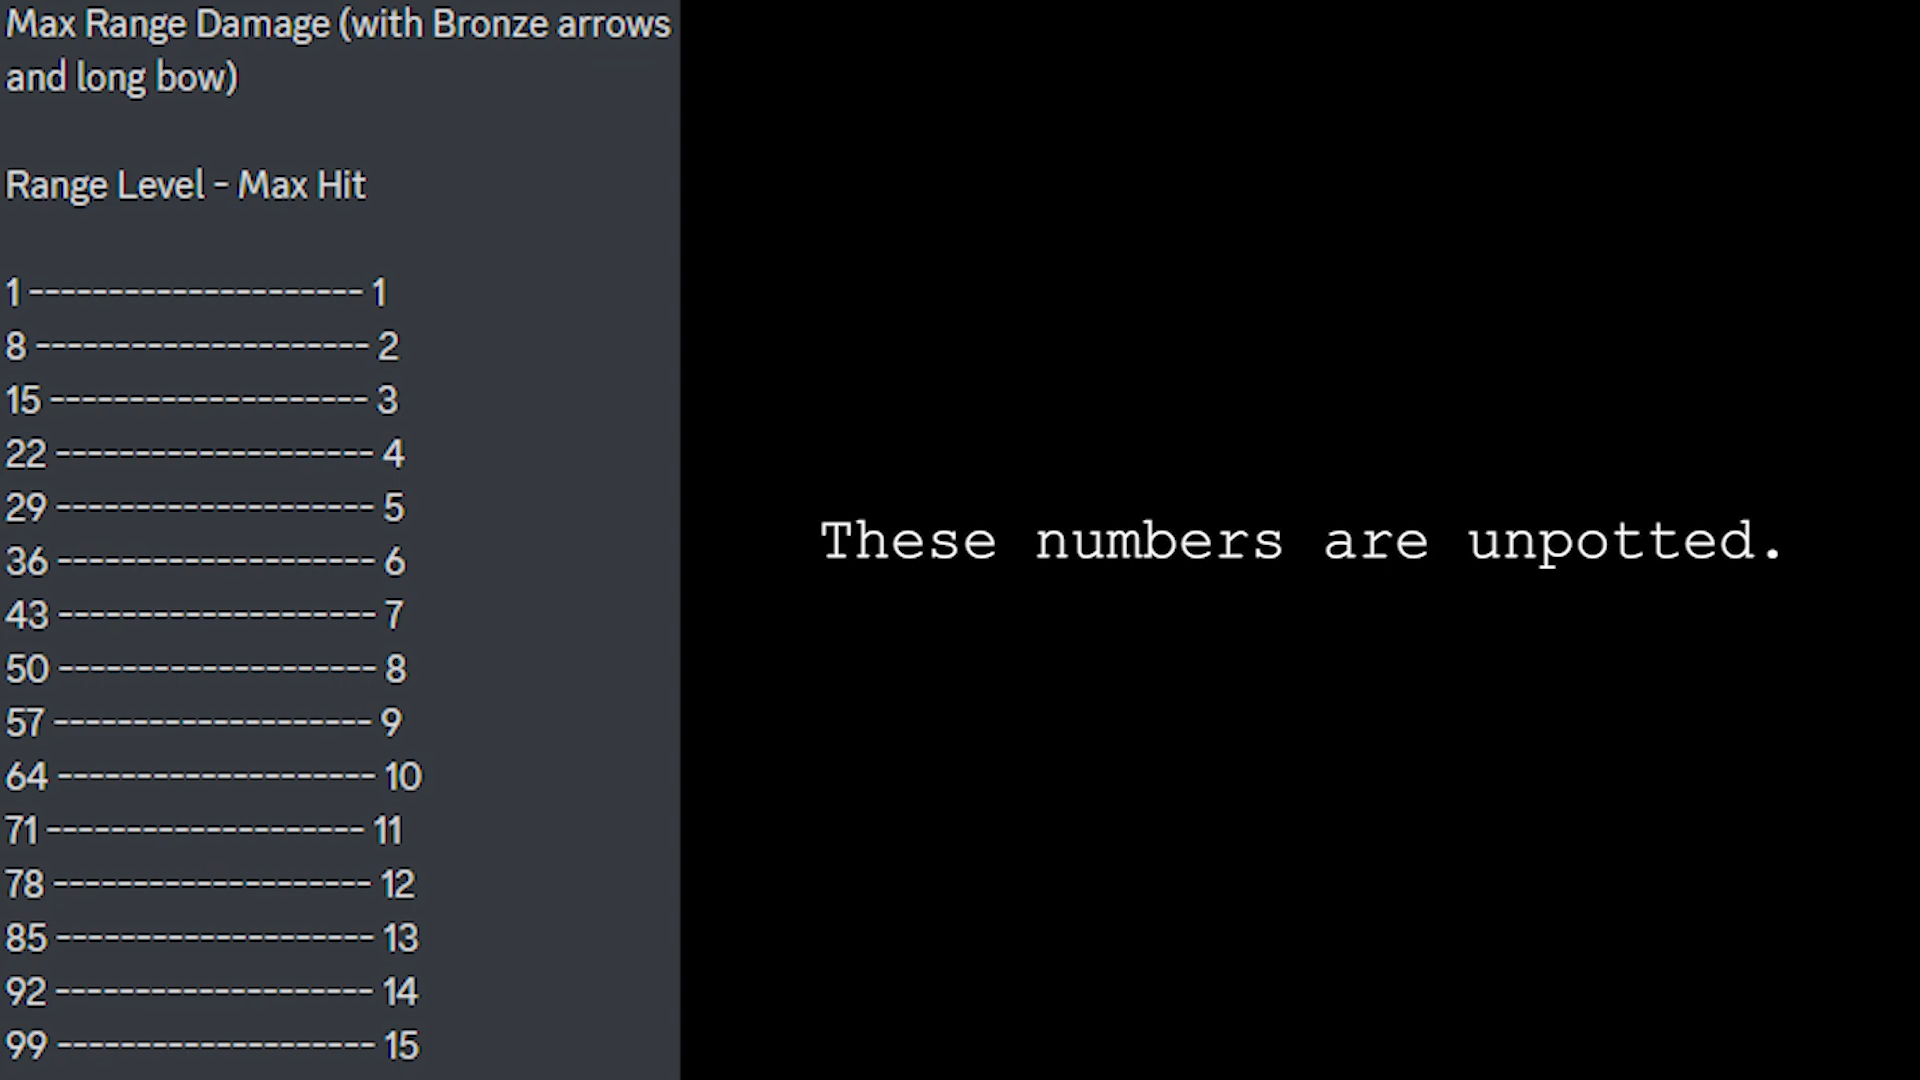 Max Range Damage (with Bronze arrows
and long bow)
Range Level - Max Hit
1 --------------------- 1
8 --------------------- 2
15 -------------------- 3
22 -------------------- 4
29 -------------------- 5
36 -------------------- 6
43 -------------------- 7
50 -------------------- 8
57 -------------------- 9
64 -------------------- 10
71 -------------------- 11
78 -------------------- 12
85 -------------------- 13
92 -------------------- 14
99 -------------------- 15
These numbers are unpotted.